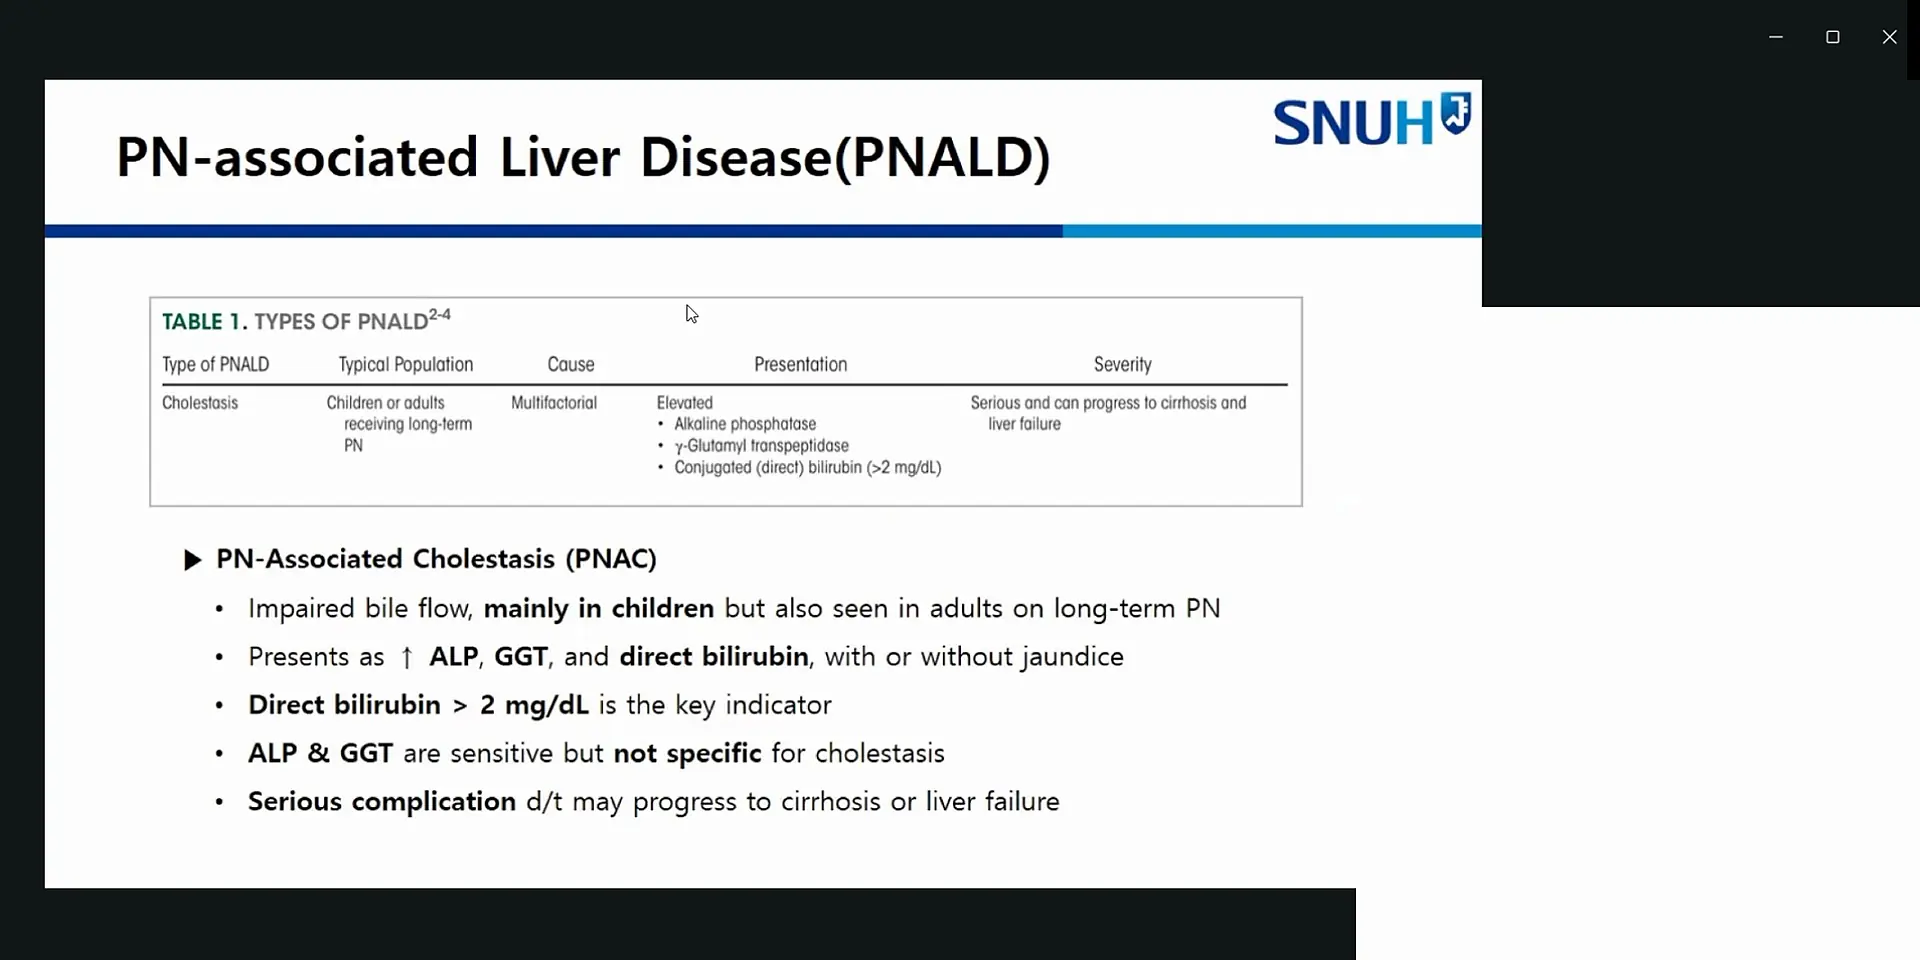 SNUH
PN-associated Liver Disease(PNALD)
TABLE 1. TYPES OF PNALD2-4
Type of PNALD Typical Population Cause Presentation Severity
Cholestasis Children or adults Multifactorial Elevated Serious and can progress to cirrhosis and
receiving long-term • Alkaline phosphatase liver failure
PN • γ-Glutamyl transpeptidase
• Conjugated (direct) bilirubin (>2 mg/dL)
▶ PN-Associated Cholestasis (PNAC)
• Impaired bile flow, mainly in children but also seen in adults on long-term PN
• Presents as ↑ ALP, GGT, and direct bilirubin, with or without jaundice
• Direct bilirubin > 2 mg/dL is the key indicator
• ALP & GGT are sensitive but not specific for cholestasis
• Serious complication d/t may progress to cirrhosis or liver failure